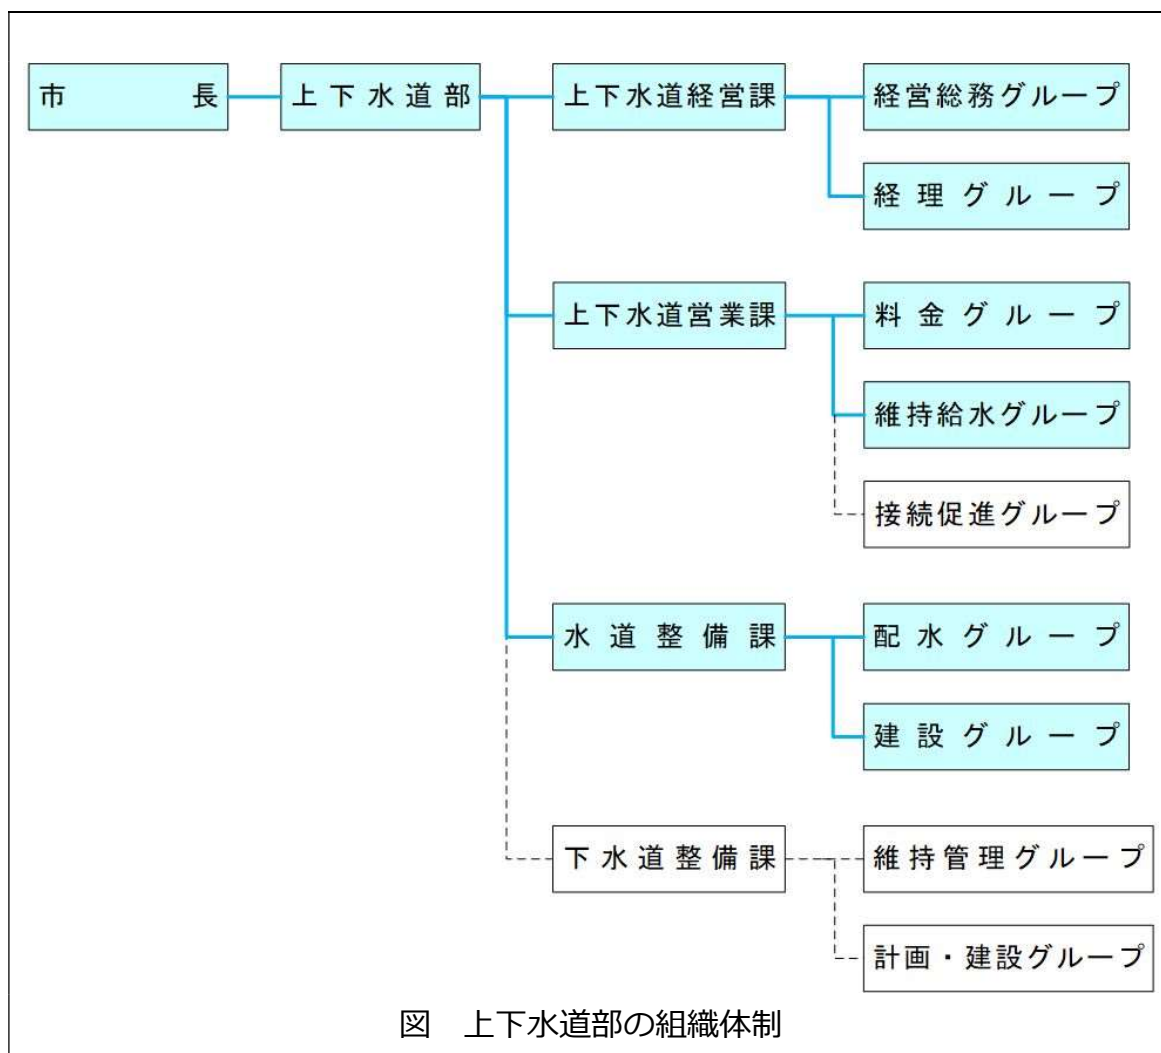 市長
上下水道部
上下水道経営課
経営総務グループ
経理グループ
上下水道営業課
料金グループ
維持給水グループ
接続促進グループ
水道整備課
配水グループ
建設グループ
下水道整備課
維持管理グループ
計画・建設グループ
図　上下水道部の組織体制